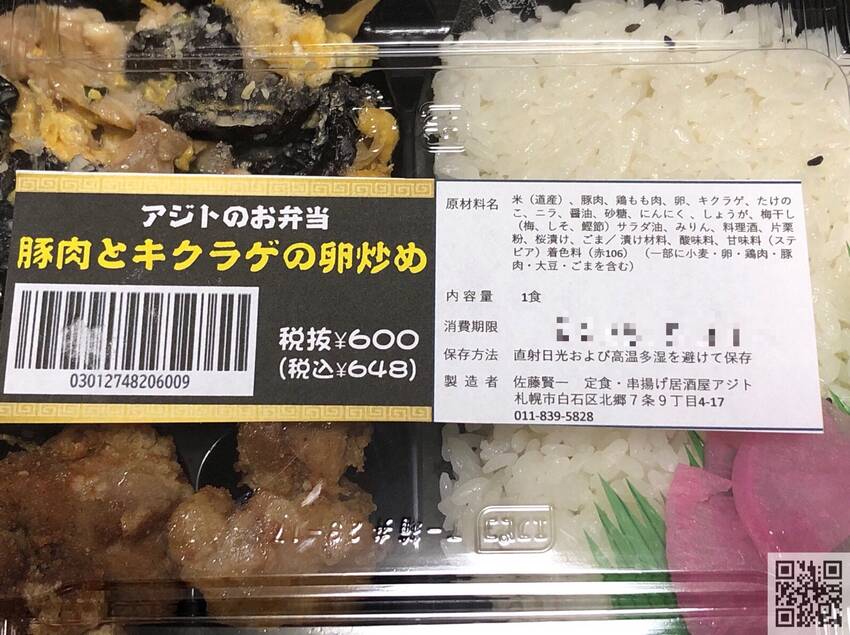 アジトのお弁当
豚肉とキクラゲの卵炒め
税抜¥600
(税込¥648)
03012748206009
原材料名 米（道産）、豚肉、鶏もも肉、卵、キクラゲ、たけの
こ、ニラ、醤油、砂糖、にんにく、しょうが、梅干し
（梅、しそ、鰹節）サラダ油、みりん、料理酒、片栗
粉、桜漬け、ごま／漬け材料、酸味料、甘味料（ステ
ビア）着色料（赤106）（一部に小麦・卵・鶏肉・豚
肉・大豆・ごまを含む）
内容量 1食
消費期限
保存方法 直射日光および高温多湿を避けて保存
製造者 佐藤賢一 定食・串揚げ居酒屋アジト
札幌市白石区北郷７条９丁目4-17
011-839-5828